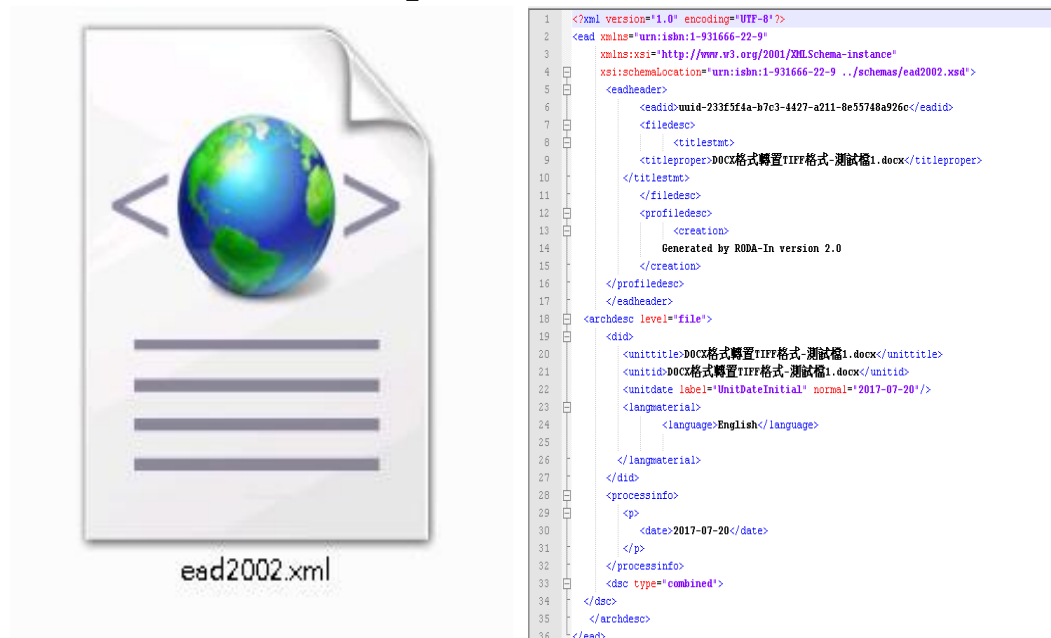 ead2002.xml
1 <?xml version="1.0" encoding="UTF-8"?>
2 <ead xmlns="urn:isbn:1-931666-22-9"
3 xmlns:xsi="http://www.w3.org/2001/XMLSchema-instance"
4 xsi:schemaLocation="urn:isbn:1-931666-22-9 ../schemas/ead2002.xsd">
5 <eadheader>
6 <eadid>uuid-233f5f4a-b7c3-4427-a211-8e55748a926c</eadid>
7 <filedesc>
8 <titlestmt>
9 <titleproper>DOCX格式轉置TIFF格式-測試檔1.docx</titleproper>
10 </titlestmt>
11 </filedesc>
12 <profiledesc>
13 <creation>
14 Generated by RODA-In version 2.0
15 </creation>
16 </profiledesc>
17 </eadheader>
18 <archdesc level="file">
19 <did>
20 <unittitle>DOCX格式轉置TIFF格式-測試檔1.docx</unittitle>
21 <unitid>DOCX格式轉置TIFF格式-測試檔1.docx</unitid>
22 <unitdate label="UnitDateInitial" normal="2017-07-20"/>
23 <langmaterial>
24 <language>English</language>
25
26 </langmaterial>
27 </did>
28 <processinfo>
29 <p>
30 <date>2017-07-20</date>
31 </p>
32 </processinfo>
33 <dsc type="combined">
34 </dsc>
35 </archdesc>
36 </ead>